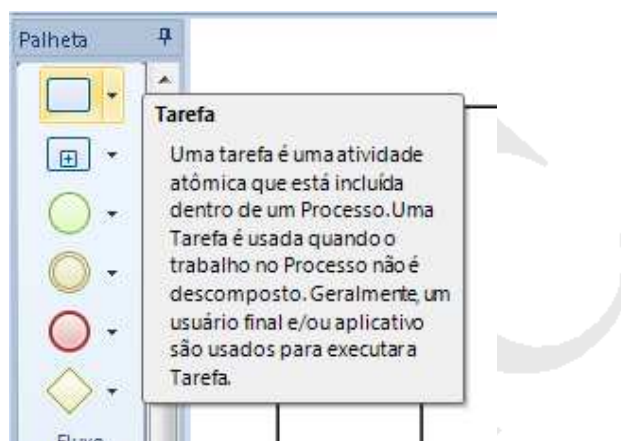 Palheta
Tarefa
Uma tarefa é uma atividade
atômica que está incluída
dentro de um Processo.Uma
Tarefa é usada quando o
trabalho no Processo não é
descomposto. Geralmente, um
usuário final e/ou aplicativo
são usados para executar a
Tarefa.